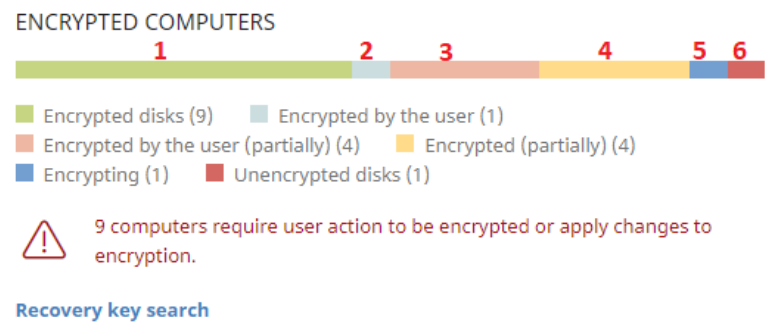 ENCRYPTED COMPUTERS
1 2 3 4 5 6
Encrypted disks (9) Encrypted by the user (1)
Encrypted by the user (partially) (4) Encrypted (partially) (4)
Encrypting (1) Unencrypted disks (1)
9 computers require user action to be encrypted or apply changes to
encryption.
Recovery key search